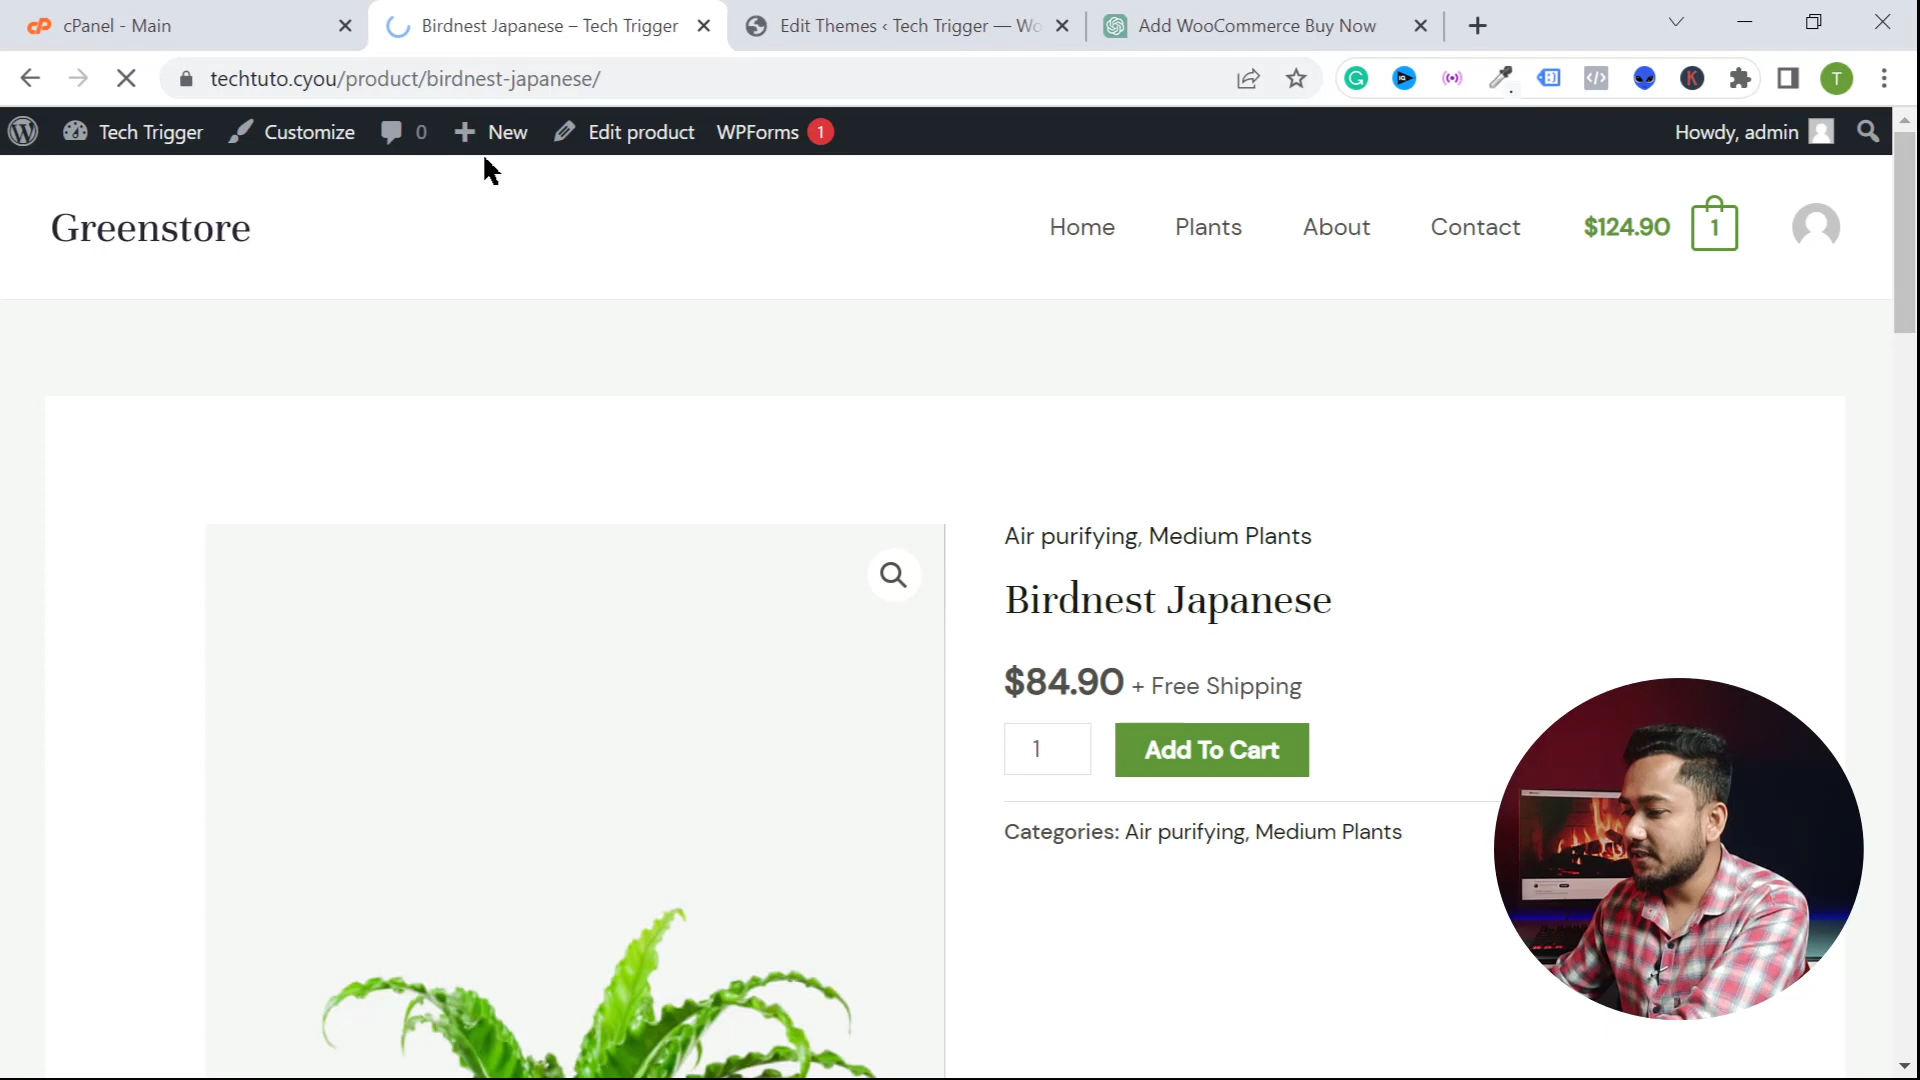 cPanel - Main
Birdnest Japanese – Tech Trigger
Edit Themes ‹ Tech Trigger — Wo
Add WooCommerce Buy Now
techtuto.cyou/product/birdnest-japanese/
T
Tech Trigger
Customize
0
New
Edit product
WPForms 1
Howdy, admin
Greenstore
Home
Plants
About
Contact
$124.90
1
Air purifying, Medium Plants
Birdnest Japanese
$84.90 + Free Shipping
1
Add To Cart
Categories: Air purifying, Medium Plants